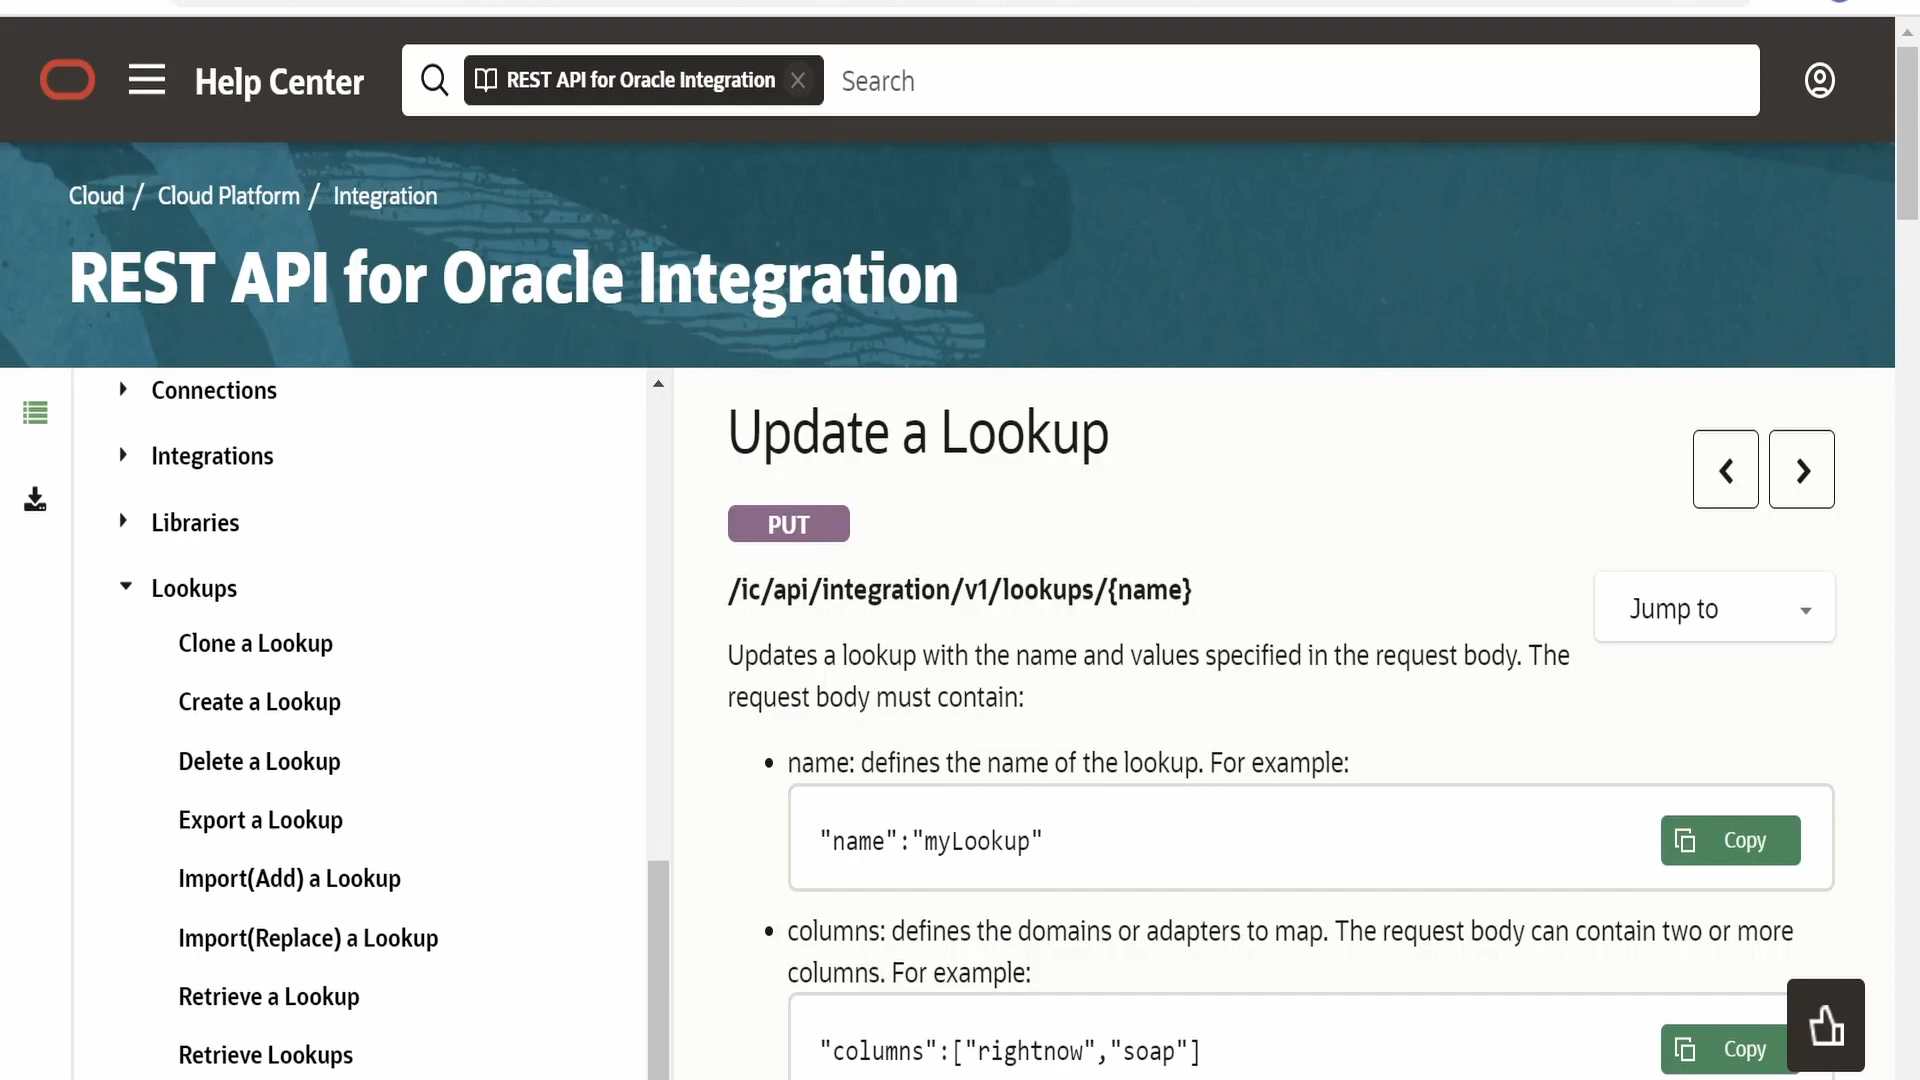 Help Center
REST API for Oracle Integration
Search
Cloud / Cloud Platform / Integration
REST API for Oracle Integration
Connections
Integrations
Libraries
Lookups
Clone a Lookup
Create a Lookup
Delete a Lookup
Export a Lookup
Import(Add) a Lookup
Import(Replace) a Lookup
Retrieve a Lookup
Retrieve Lookups
Update a Lookup
PUT
/ic/api/integration/v1/lookups/{name}
Jump to
Updates a lookup with the name and values specified in the request body. The
request body must contain:
• name: defines the name of the lookup. For example:
"name":"myLookup"
Copy
• columns: defines the domains or adapters to map. The request body can contain two or more
columns. For example:
"columns":["rightnow","soap"]
Copy